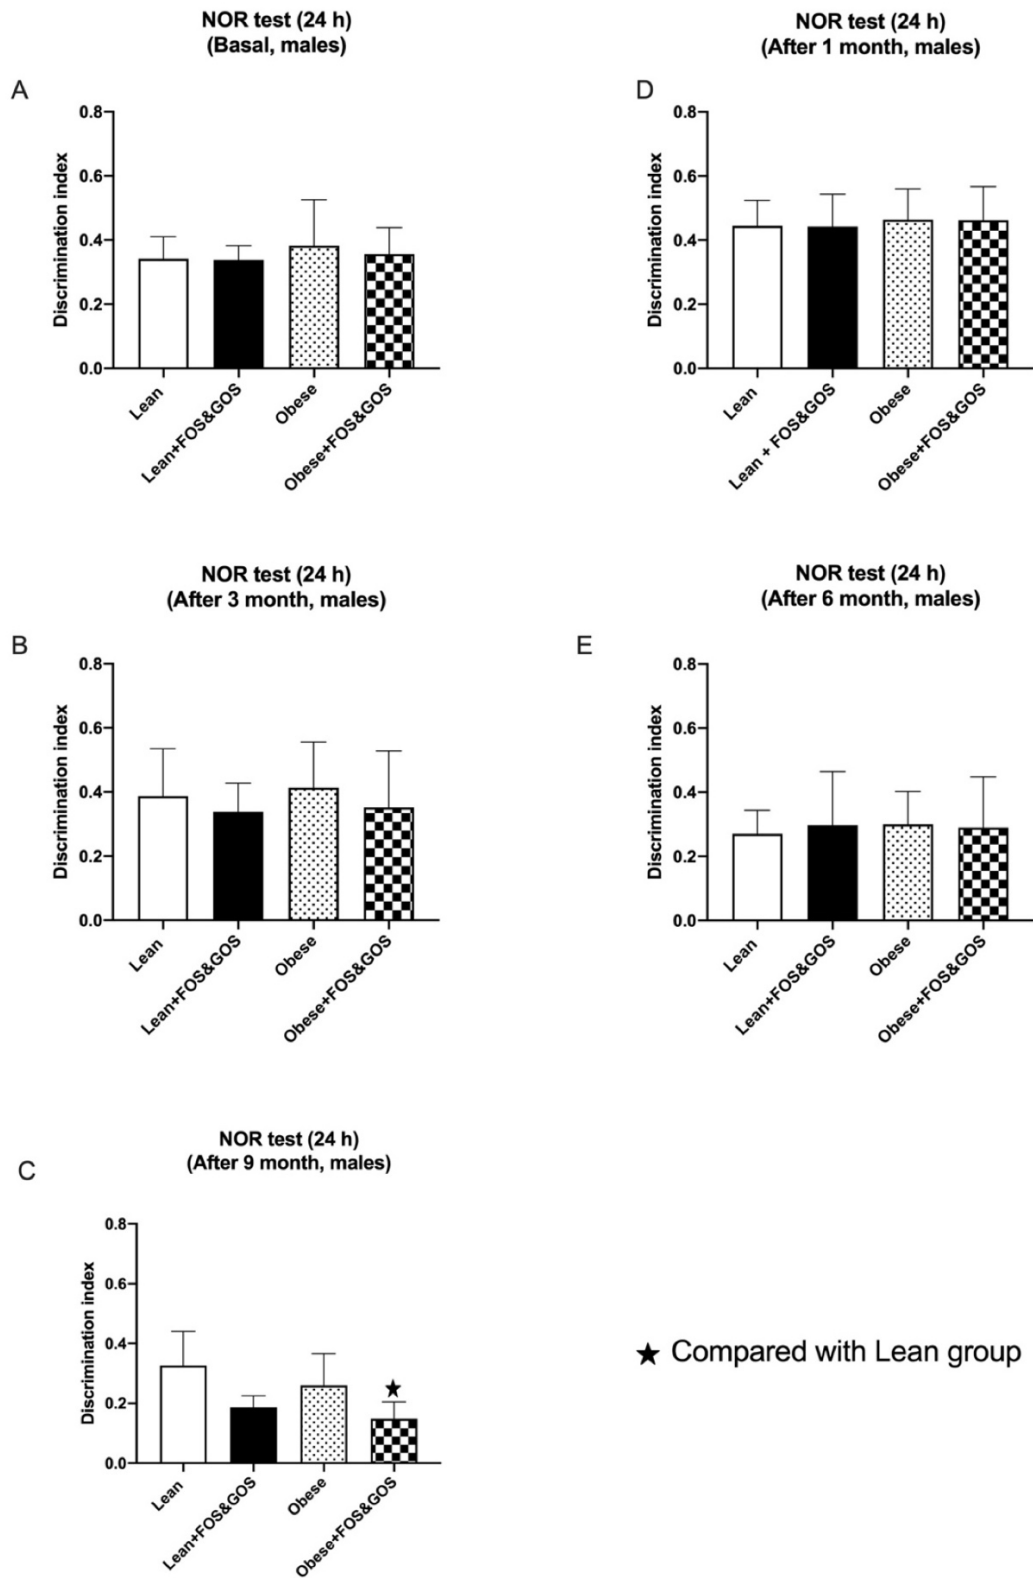 NOR test (24 h)
(Basal, males)
A
Discrimination index
0.8
0.6
0.4
0.2
0.0
Lean
Lean+FOS&GOS
Obese
Obese+FOS&GOS
NOR test (24 h)
(After 1 month, males)
D
Discrimination index
0.8
0.6
0.4
0.2
0.0
Lean
Lean + FOS&GOS
Obese
Obese+FOS&GOS
NOR test (24 h)
(After 3 month, males)
B
Discrimination index
0.8
0.6
0.4
0.2
0.0
Lean
Lean+FOS&GOS
Obese
Obese+FOS&GOS
NOR test (24 h)
(After 6 month, males)
E
Discrimination index
0.8
0.6
0.4
0.2
0.0
Lean
Lean+FOS&GOS
Obese
Obese+FOS&GOS
NOR test (24 h)
(After 9 month, males)
C
Discrimination index
0.8
0.6
0.4
0.2
0.0
Lean
Lean+FOS&GOS
Obese
Obese+FOS&GOS
★ Compared with Lean group